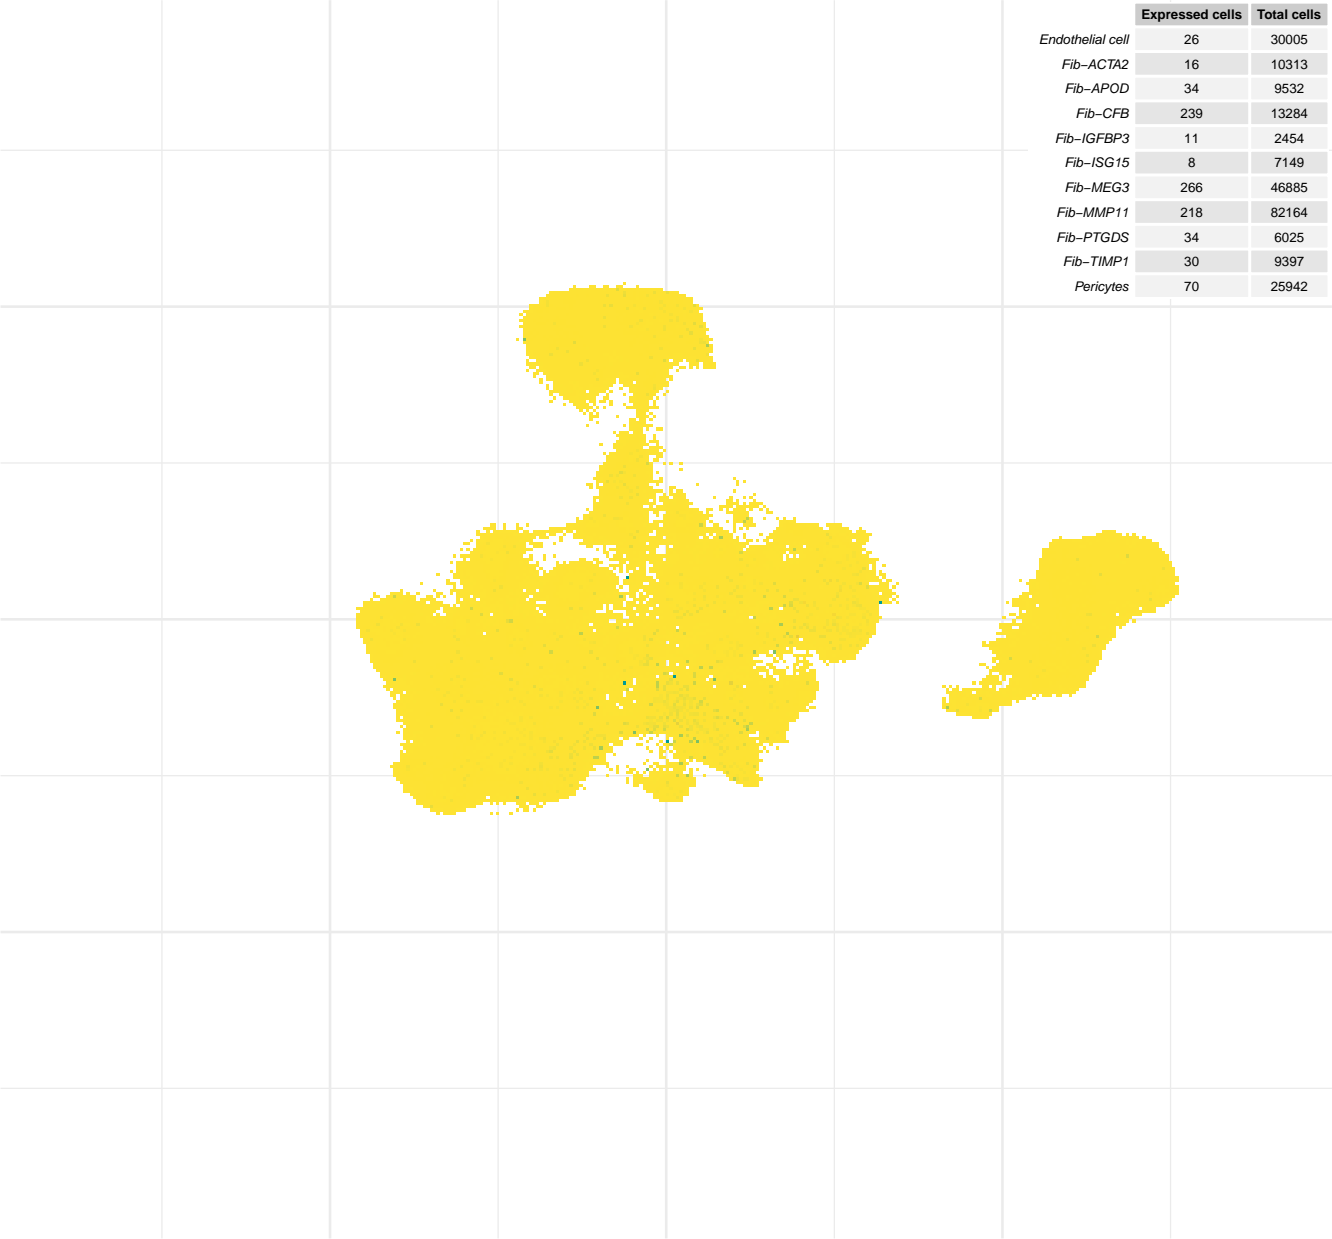 Expressed cells Total cells
Endothelial cell 26 30005
Fib−ACTA2 16 10313
Fib−APOD 34 9532
Fib−CFB 239 13284
Fib−IGFBP3 11 2454
Fib−ISG15 8 7149
Fib−MEG3 266 46885
Fib−MMP11 218 82164
Fib−PTGDS 34 6025
Fib−TIMP1 30 9397
Pericytes 70 25942